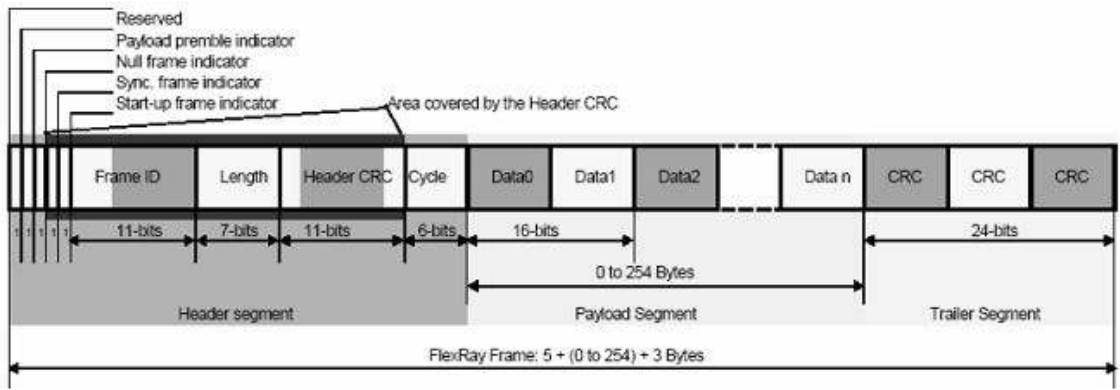 Reserved
Payload premble indicator
Null frame indicator
Sync. frame indicator
Start-up frame indicator
Area covered by the Header CRC
Frame ID Length Header CRC Cycle Data0 Data1 Data2 Data n CRC CRC CRC
1 1 1 1 1 11-bits 7-bits 11-bits 6-bits 16-bits 24-bits
0 to 254 Bytes
Header segment Payload Segment Trailer Segment
FlexRay Frame: 5 + (0 to 254) + 3 Bytes